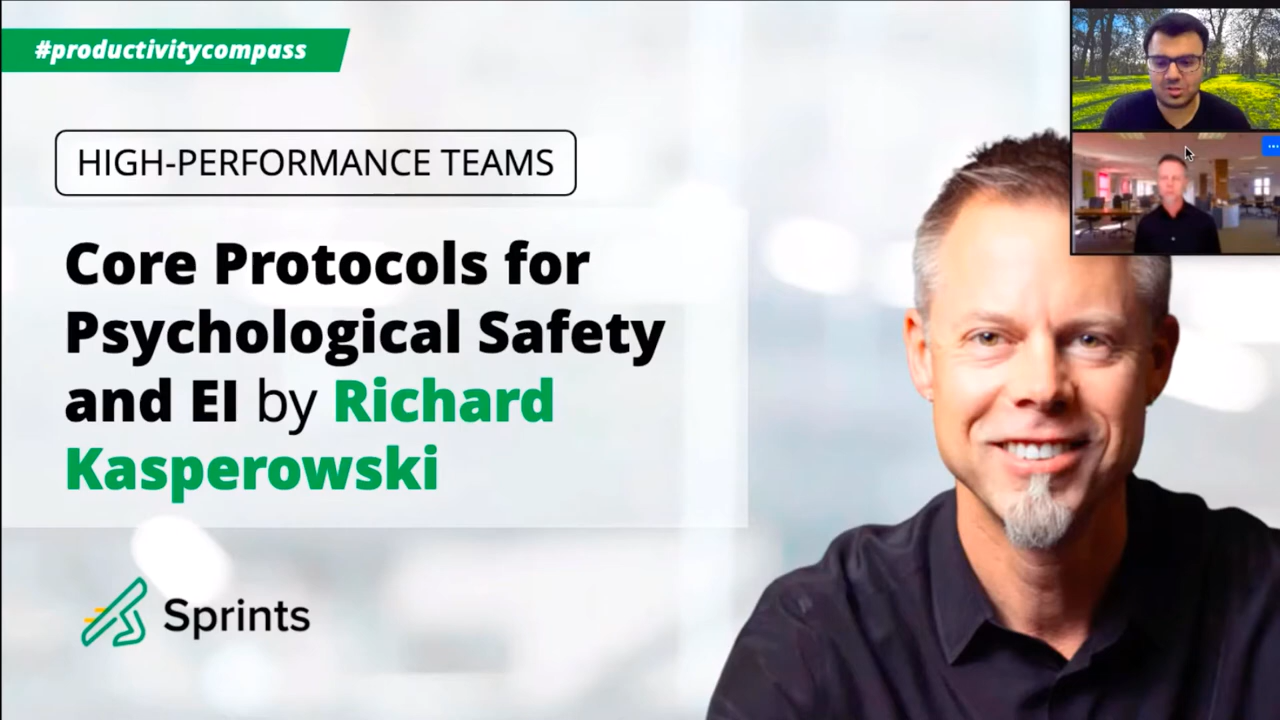 #productivitycompass
HIGH-PERFORMANCE TEAMS
Core Protocols for
Psychological Safety
and EI by Richard
Kasperowski
Sprints